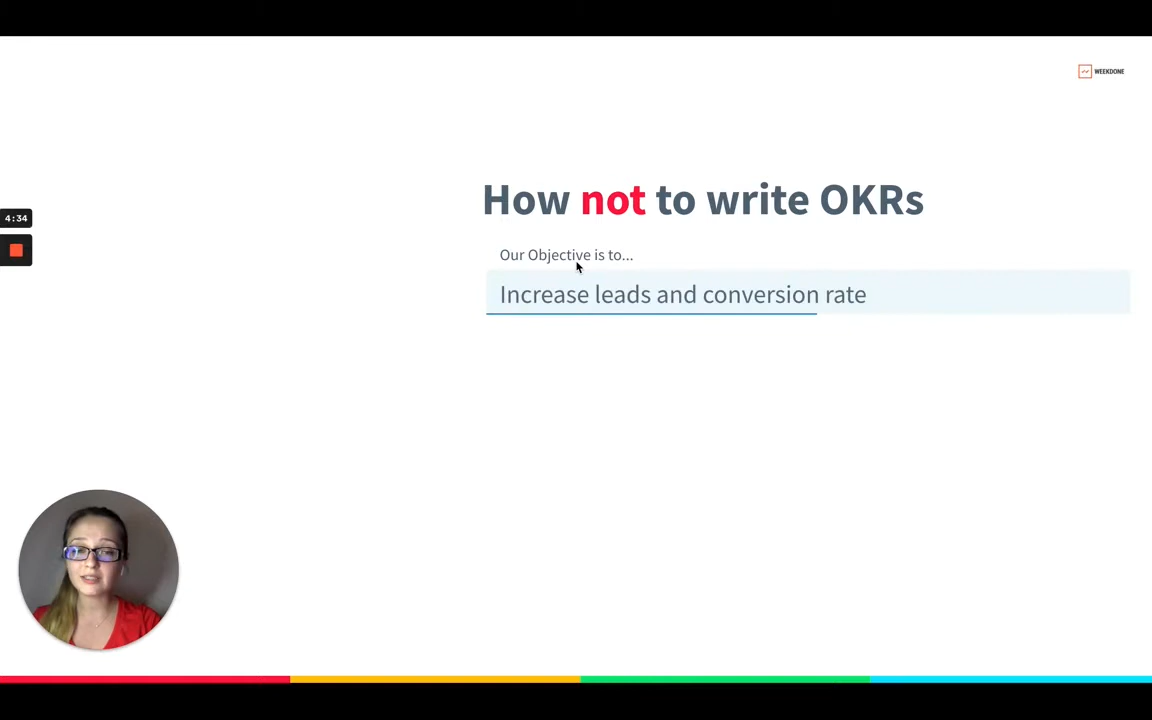 WEEKDONE
How not to write OKRs
4:34
Our Objective is to...
Increase leads and conversion rate